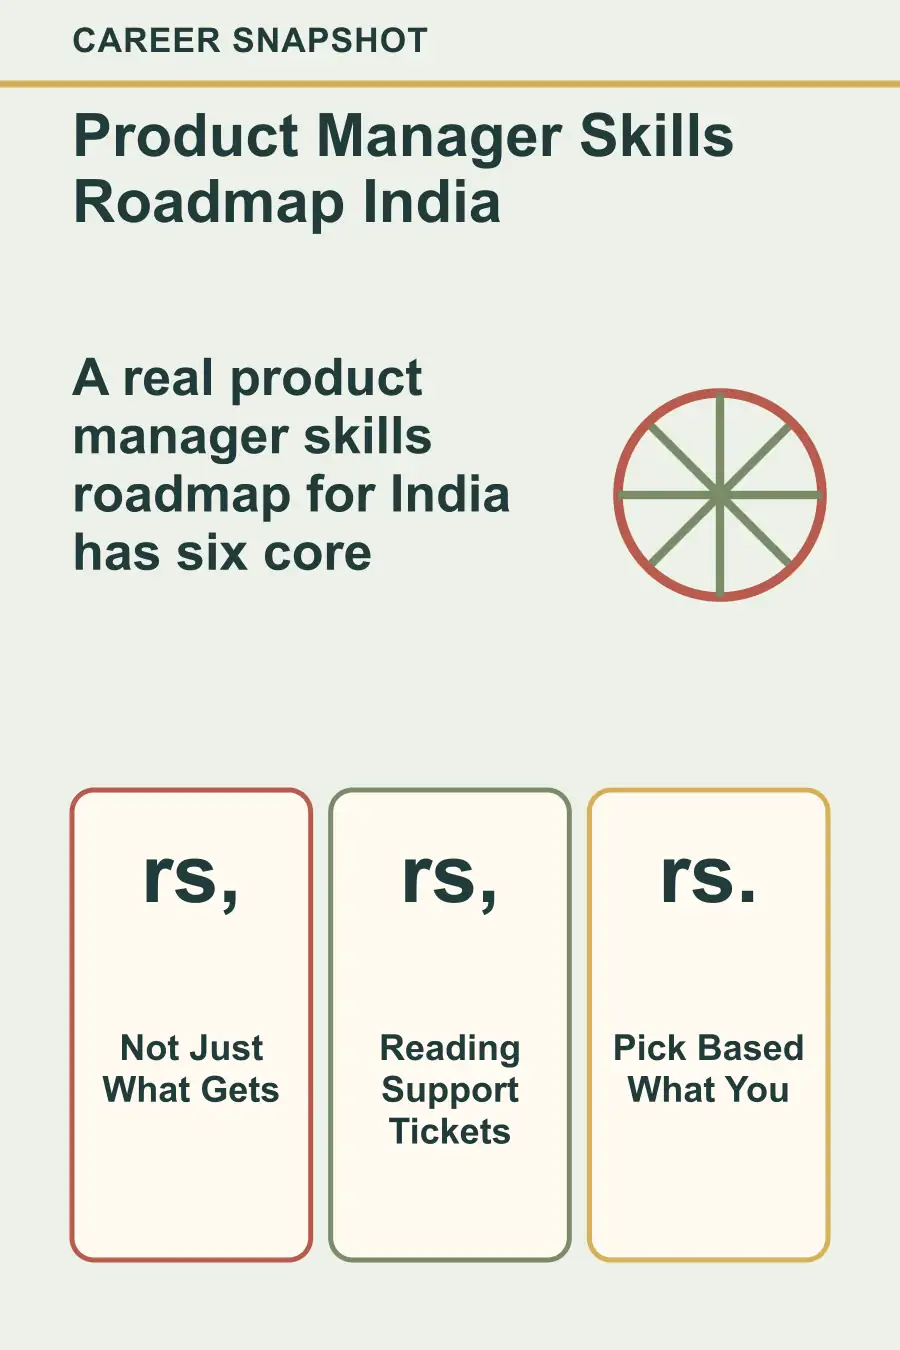 CAREER SNAPSHOT
Product Manager Skills
Roadmap India
A real product
manager skills
roadmap for India
has six core
rs,
Not Just
What Gets
rs,
Reading
Support
Tickets
rs.
Pick Based
What You